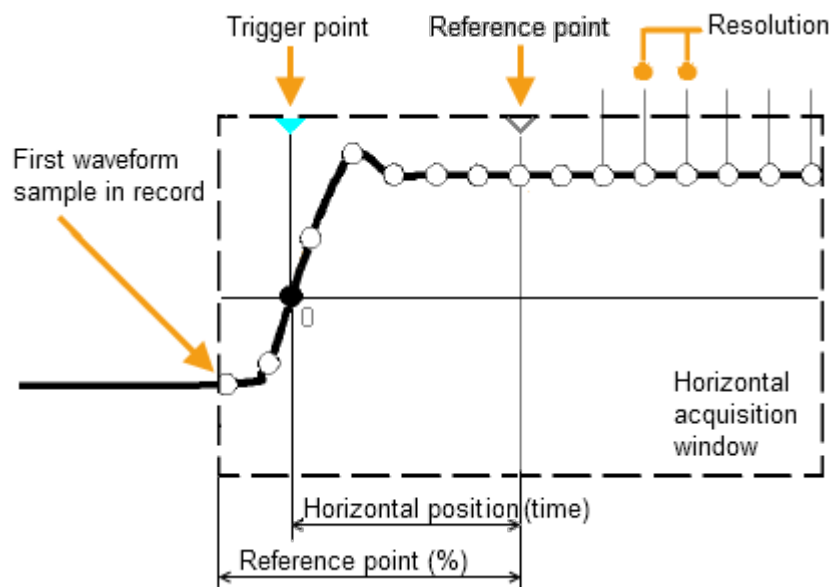 Trigger point
Reference point
Resolution
First waveform
sample in record
0
Horizontal
acquisition
window
Horizontal position (time)
Reference point (%)